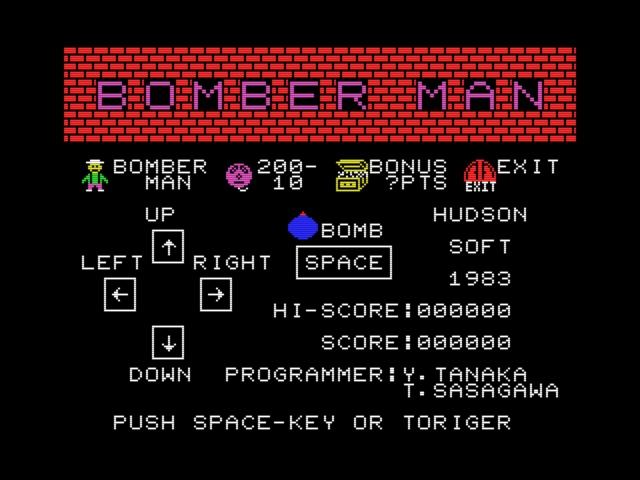 BOMBER MAN
BOMBER 200- BONUS EXIT
MAN 10 ?PTS EXIT
UP HUDSON
BOMB
SOFT
LEFT ↑ RIGHT SPACE
1983
← →
HI-SCORE:000000
↓ SCORE:000000
DOWN PROGRAMMER:Y.TANAKA
T.SASAGAWA
PUSH SPACE-KEY OR TORIGER